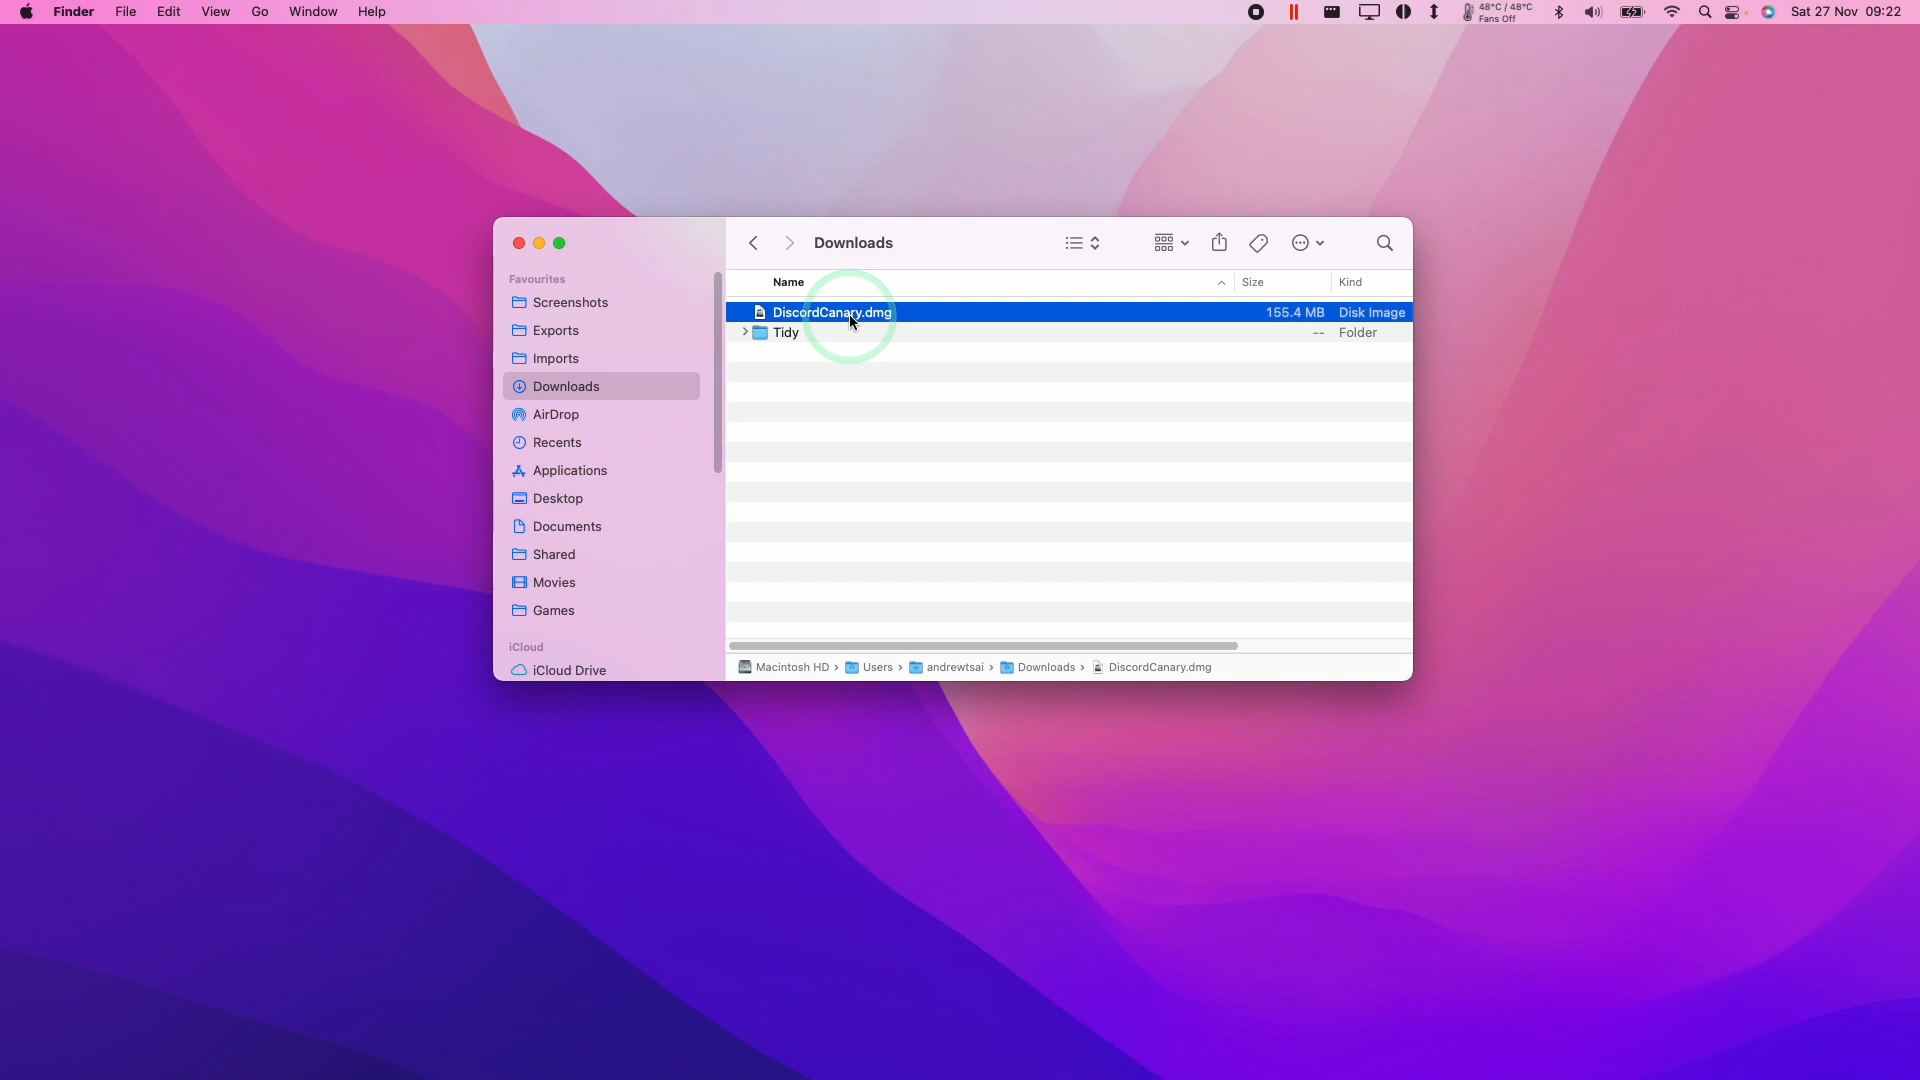 Finder File Edit View Go Window Help
48°C / 48°C
Fans Off
Sat 27 Nov 09:22
Downloads
Favourites
Screenshots
Exports
Imports
Downloads
AirDrop
Recents
Applications
Desktop
Documents
Shared
Movies
Games
iCloud
iCloud Drive
Name Size Kind
DiscordCanary.dmg 155.4 MB Disk Image
Tidy -- Folder
Macintosh HD › Users › andrewtsai › Downloads › DiscordCanary.dmg